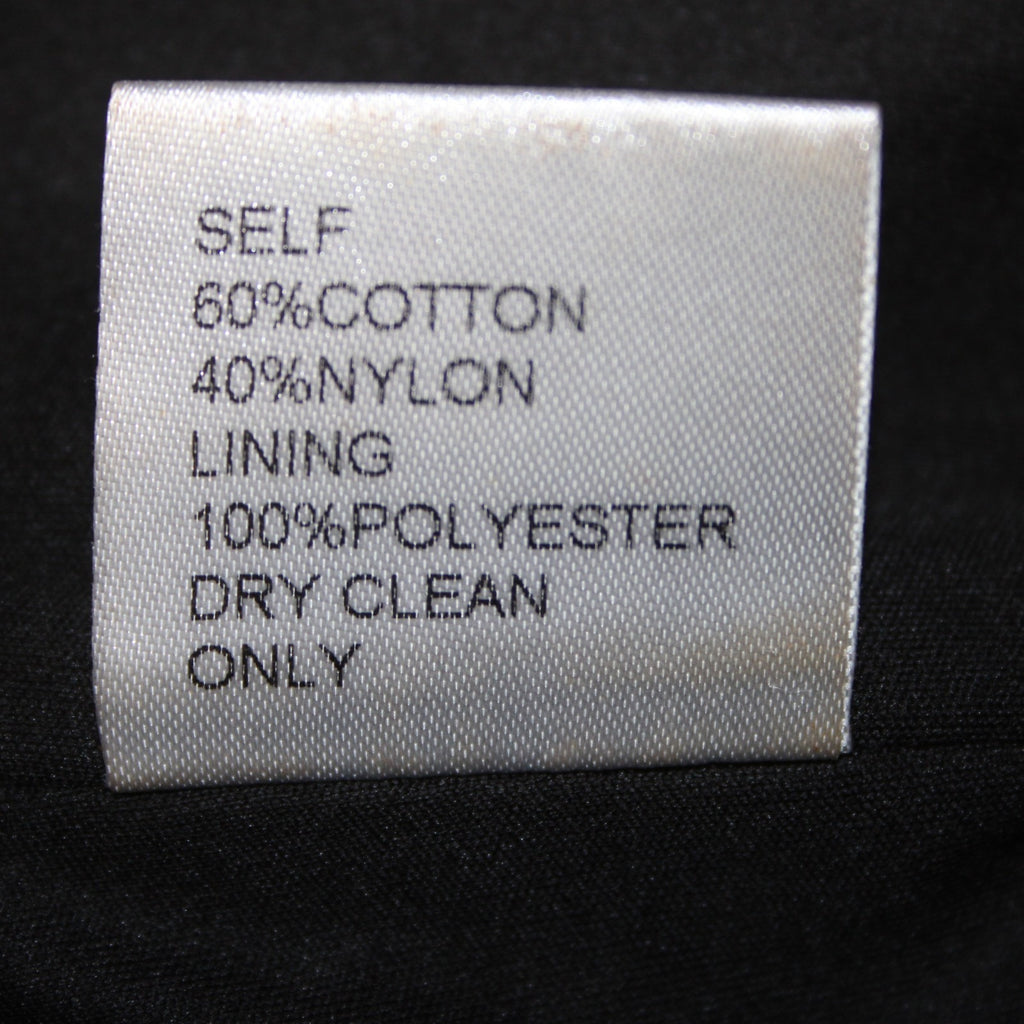 SELF
60%COTTON
40%NYLON
LINING
100%POLYESTER
DRY CLEAN
ONLY